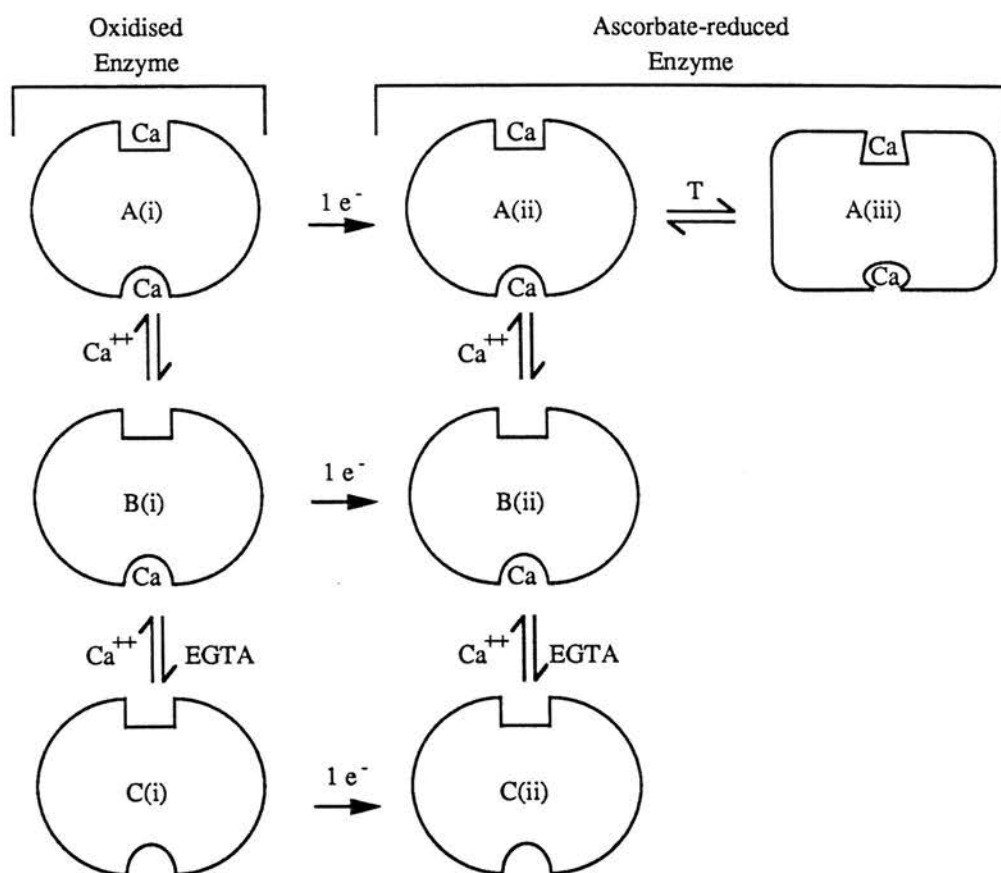 Oxidised
Enzyme
Ascorbate-reduced
Enzyme
Ca
A(i)
Ca
1 e⁻
Ca
A(ii)
Ca
T
Ca
A(iii)
Ca
Ca⁺⁺
Ca⁺⁺
B(i)
Ca
1 e⁻
B(ii)
Ca
Ca⁺⁺
EGTA
Ca⁺⁺
EGTA
C(i)
1 e⁻
C(ii)